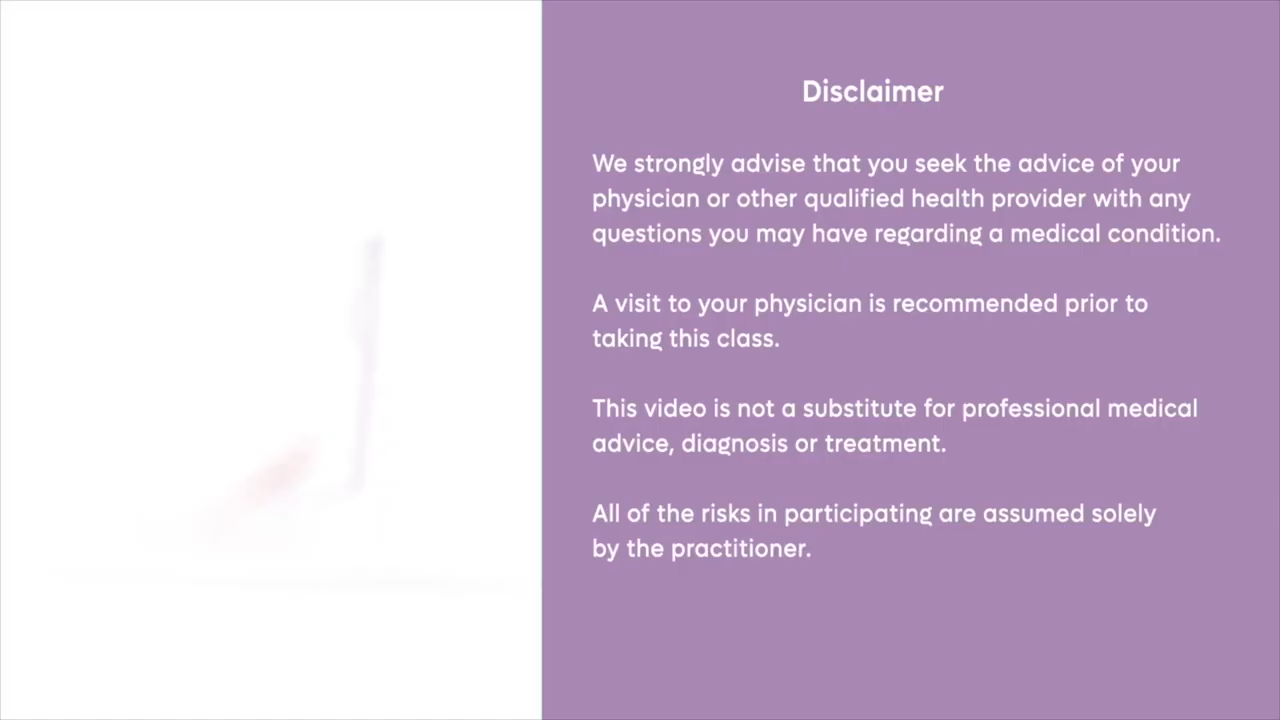 Disclaimer
We strongly advise that you seek the advice of your
physician or other qualified health provider with any
questions you may have regarding a medical condition.
A visit to your physician is recommended prior to
taking this class.
This video is not a substitute for professional medical
advice, diagnosis or treatment.
All of the risks in participating are assumed solely
by the practitioner.